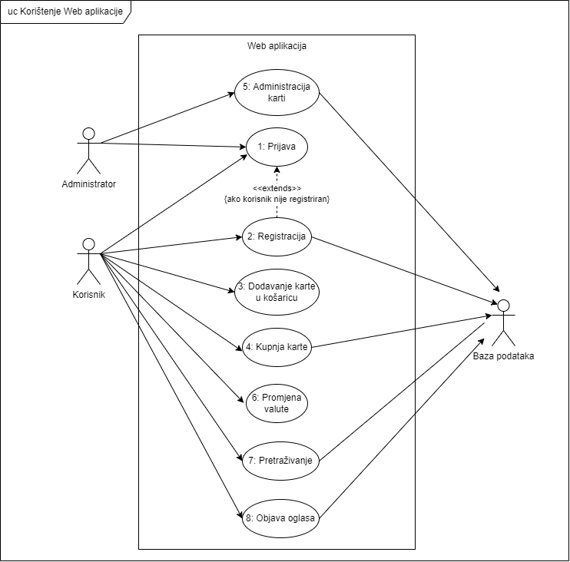 uc Korištenje Web aplikacije
Web aplikacija
5: Administracija
karti
1: Prijava
Administrator
<<extends>>
{ako korisnik nije registriran}
2: Registracija
Korisnik
3: Dodavanje karte
u košaricu
4: Kupnja karte
Baza podataka
6: Promjena
valute
7: Pretraživanje
8: Objava oglasa